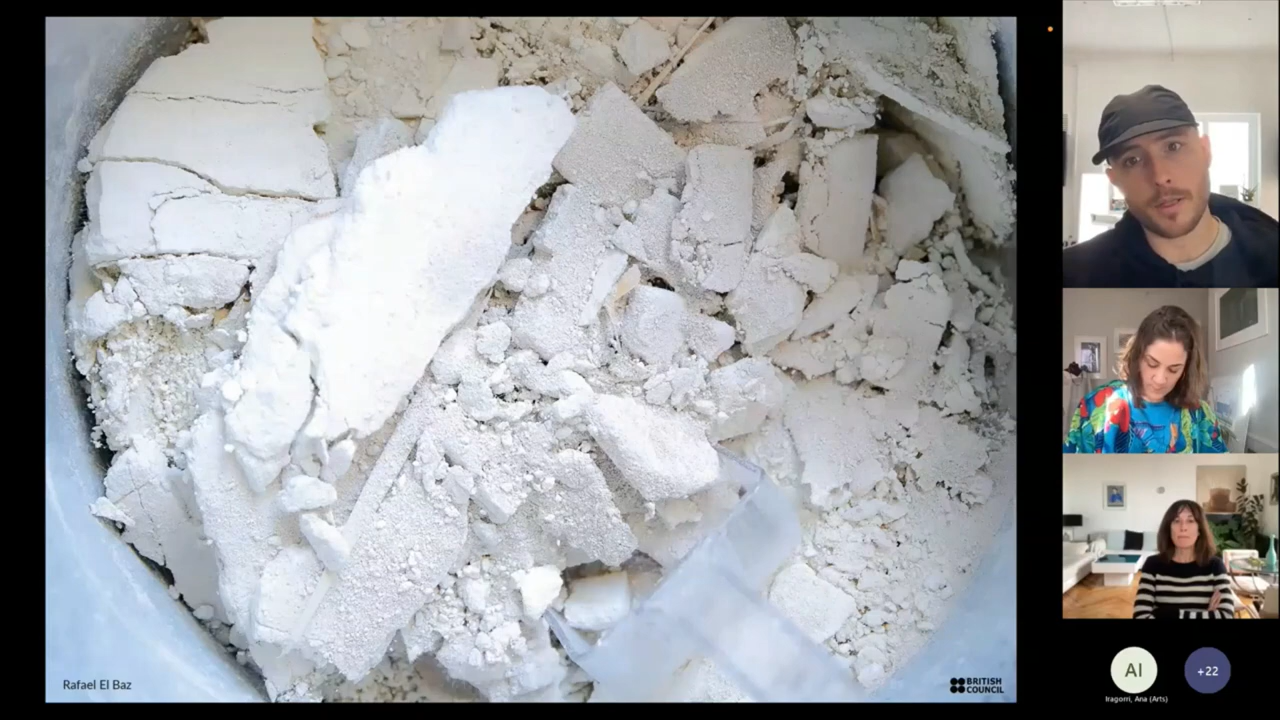 Rafael El Baz
BRITISH
COUNCIL
AI
+22
Iragorri, Ana (Arts)